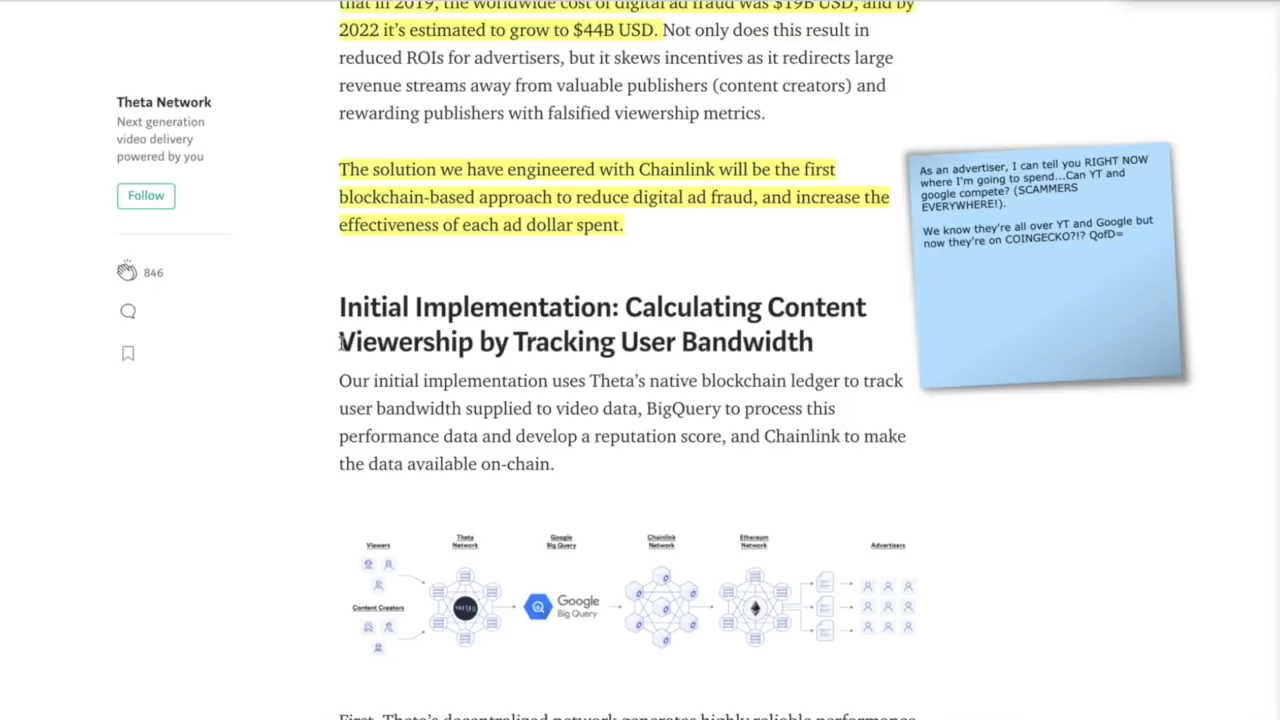 that in 2019, the worldwide cost of digital ad fraud was $19B USD, and by
2022 it's estimated to grow to $44B USD. Not only does this result in
reduced ROIs for advertisers, but it skews incentives as it redirects large
revenue streams away from valuable publishers (content creators) and
rewarding publishers with falsified viewership metrics.
Theta Network
Next generation
video delivery
powered by you
Follow
846
The solution we have engineered with Chainlink will be the first
blockchain-based approach to reduce digital ad fraud, and increase the
effectiveness of each ad dollar spent.
As an advertiser, I can tell you RIGHT NOW
where I'm going to spend...Can YT and
google compete? (SCAMMERS
EVERYWHERE!).
We know they're all over YT and Google but
now they're on COINGECKO?!? QofD=
Initial Implementation: Calculating Content
Viewership by Tracking User Bandwidth
Our initial implementation uses Theta's native blockchain ledger to track
user bandwidth supplied to video data, BigQuery to process this
performance data and develop a reputation score, and Chainlink to make
the data available on-chain.
Viewers
Theta
Network
Google
Big Query
Chainlink
Network
Ethereum
Network
Advertisers
Content Creators
THETA
Google
Big Query
First, Theta's decentralized network generates highly reliable performance